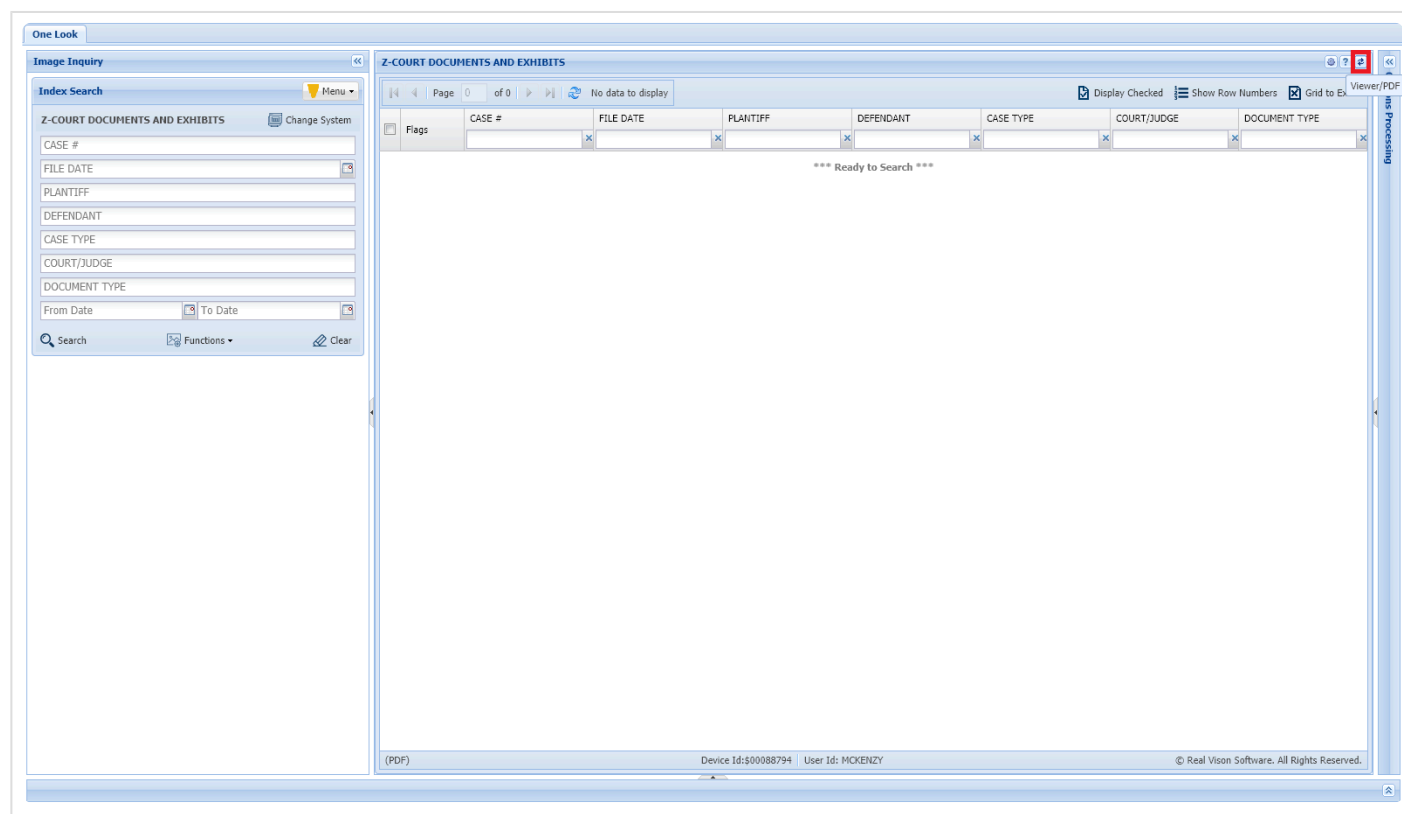 One Look
Image Inquiry
Index Search
Menu
Z-COURT DOCUMENTS AND EXHIBITS
Change System
CASE #
FILE DATE
PLANTIFF
DEFENDANT
CASE TYPE
COURT/JUDGE
DOCUMENT TYPE
From Date
To Date
Search
Functions
Clear
Z-COURT DOCUMENTS AND EXHIBITS
?
Viewer/PDF
Page 0 of 0
No data to display
Display Checked
Show Row Numbers
Grid to Ex
Flags
CASE #
FILE DATE
PLANTIFF
DEFENDANT
CASE TYPE
COURT/JUDGE
DOCUMENT TYPE
*** Ready to Search ***
ns Processing
(PDF)
Device Id:$00088794
User Id: MCKENZY
© Real Vison Software. All Rights Reserved.